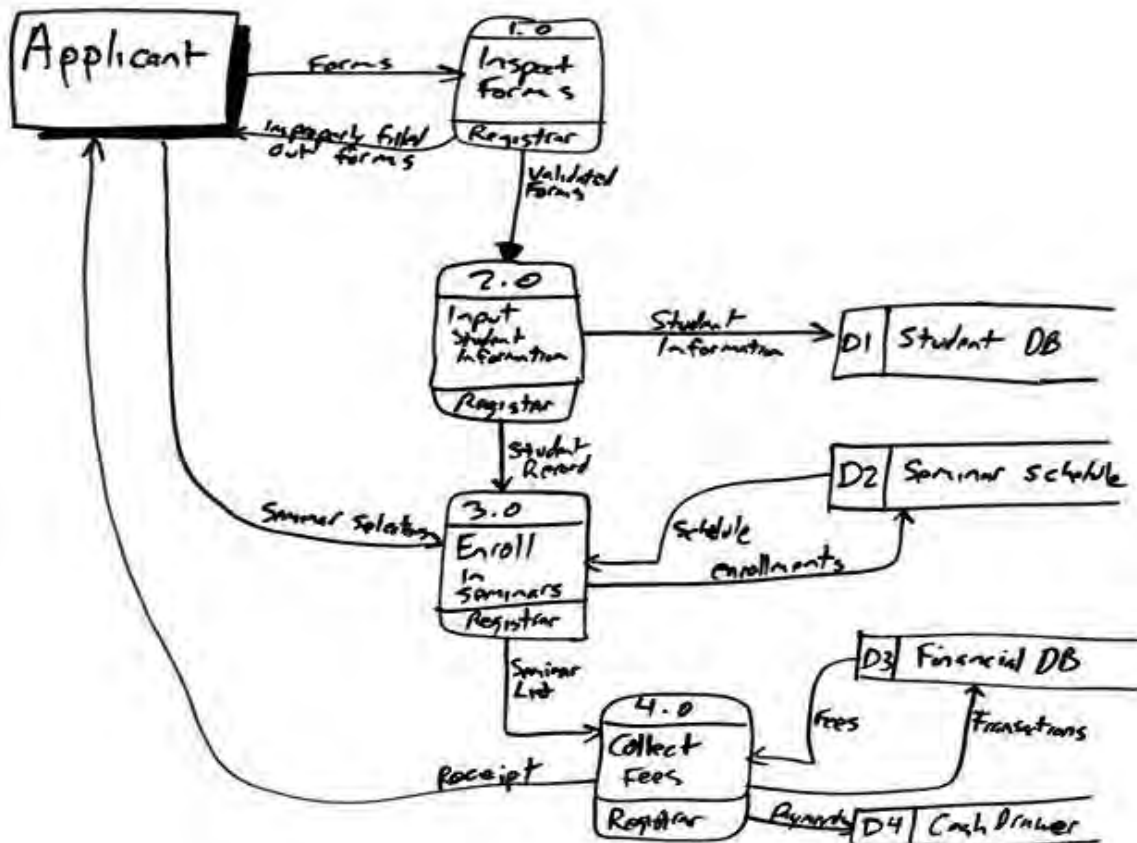 Applicant
Forms
1.0
Inspect
Forms
Registrar
Improperly filled
out forms
Validated
Forms
2.0
Input
Student
Information
Registrar
Student
Information
D1 Student DB
Student
Record
D2 Seminar Schedule
3.0
Enroll
In
Seminars
Registrar
Seminar
Schedule
enrollments
Seminar
List
D3 Financial DB
4.0
Collect
Fees
Registrar
Fees
Transactions
Receipt
D4 Cash Drawer